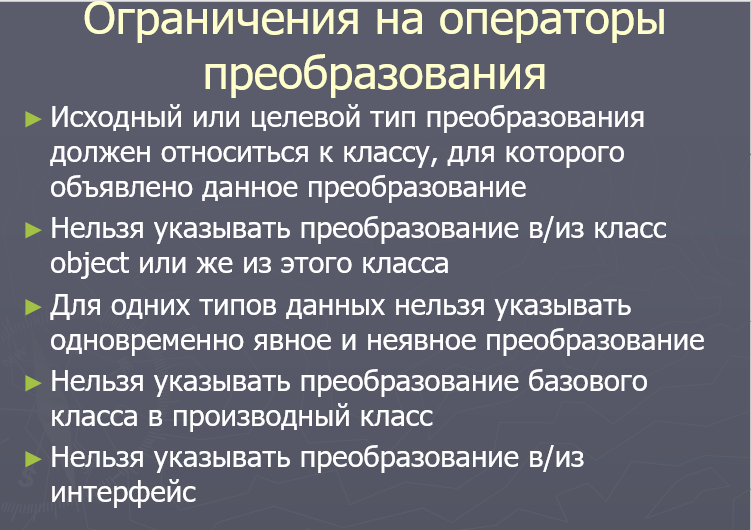 Ограничения на операторы
преобразования
► Исходный или целевой тип преобразования
должен относиться к классу, для которого
объявлено данное преобразование
► Нельзя указывать преобразование в/из класс
object или же из этого класса
► Для одних типов данных нельзя указывать
одновременно явное и неявное преобразование
► Нельзя указывать преобразование базового
класса в производный класс
► Нельзя указывать преобразование в/из
интерфейс